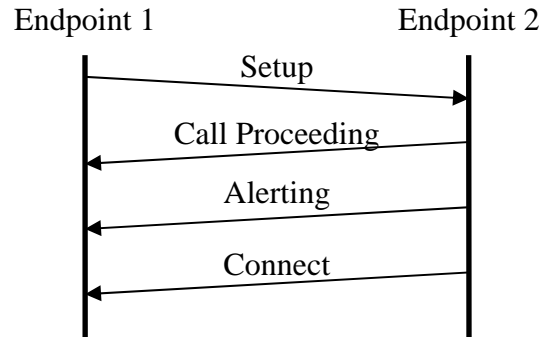 Endpoint 1 Endpoint 2
Setup
Call Proceeding
Alerting
Connect